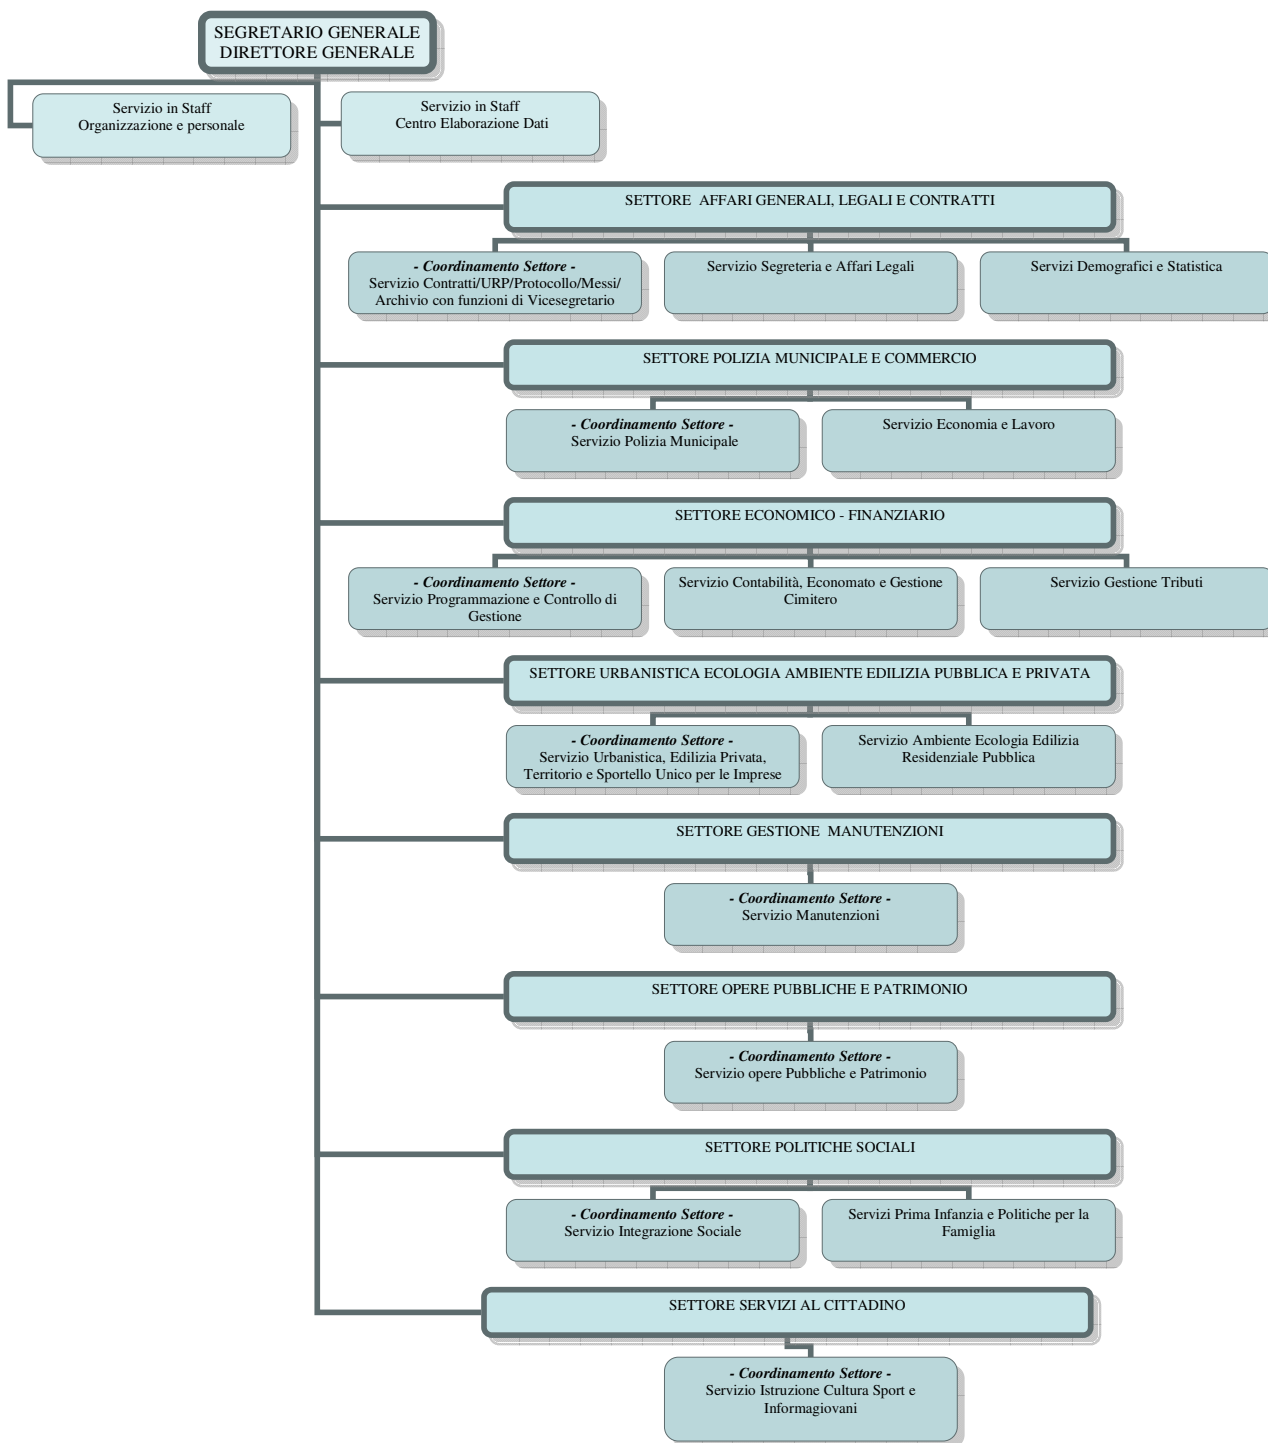 SEGRETARIO GENERALE
DIRETTORE GENERALE
Servizio in Staff
Organizzazione e personale
Servizio in Staff
Centro Elaborazione Dati
SETTORE AFFARI GENERALI, LEGALI E CONTRATTI
- Coordinamento Settore -
Servizio Contratti/URP/Protocollo/Messi/
Archivio con funzioni di Vicesegretario
Servizio Segreteria e Affari Legali
Servizi Demografici e Statistica
SETTORE POLIZIA MUNICIPALE E COMMERCIO
- Coordinamento Settore -
Servizio Polizia Municipale
Servizio Economia e Lavoro
SETTORE ECONOMICO - FINANZIARIO
- Coordinamento Settore -
Servizio Programmazione e Controllo di
Gestione
Servizio Contabilità, Economato e Gestione
Cimitero
Servizio Gestione Tributi
SETTORE URBANISTICA ECOLOGIA AMBIENTE EDILIZIA PUBBLICA E PRIVATA
- Coordinamento Settore -
Servizio Urbanistica, Edilizia Privata,
Territorio e Sportello Unico per le Imprese
Servizio Ambiente Ecologia Edilizia
Residenziale Pubblica
SETTORE GESTIONE MANUTENZIONI
- Coordinamento Settore -
Servizio Manutenzioni
SETTORE OPERE PUBBLICHE E PATRIMONIO
- Coordinamento Settore -
Servizio opere Pubbliche e Patrimonio
SETTORE POLITICHE SOCIALI
- Coordinamento Settore -
Servizio Integrazione Sociale
Servizi Prima Infanzia e Politiche per la
Famiglia
SETTORE SERVIZI AL CITTADINO
- Coordinamento Settore -
Servizio Istruzione Cultura Sport e
Informagiovani